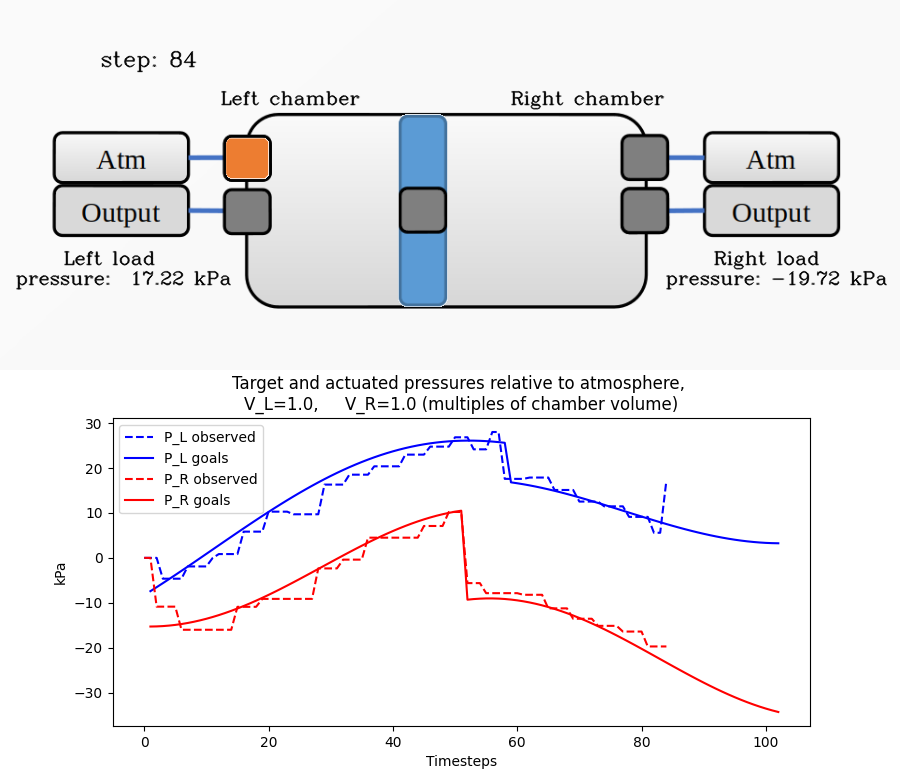 step: 84
Left chamber
Right chamber
Atm
Atm
Output
Output
Left load
pressure:  17.22 kPa
Right load
pressure: −19.72 kPa
Target and actuated pressures relative to atmosphere,
V_L=1.0,     V_R=1.0 (multiples of chamber volume)
P_L observed
P_L goals
P_R observed
P_R goals
30
20
10
0
−10
−20
−30
kPa
0 20 40 60 80 100
Timesteps